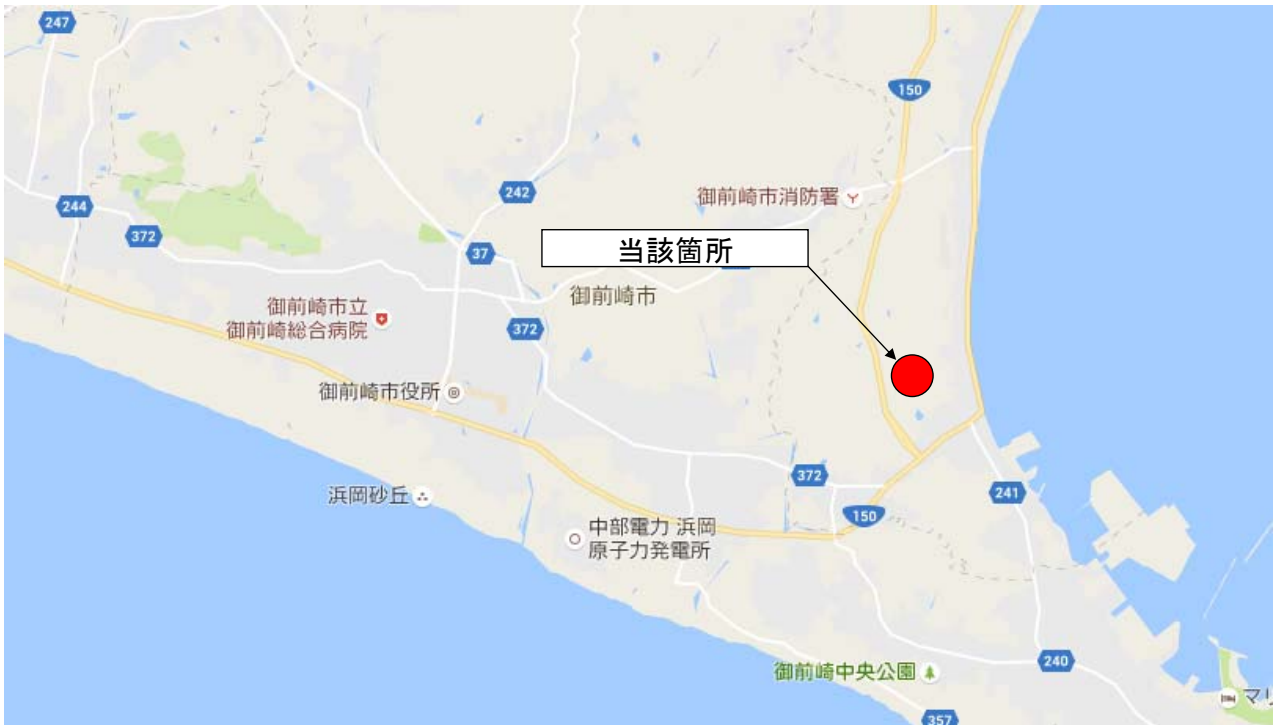 247
150
御前崎市消防署
244
242
372
37
当該箇所
御前崎市
御前崎市立
御前崎総合病院
372
御前崎市役所
372
241
浜岡砂丘
150
中部電力 浜岡
原子力発電所
240
御前崎中央公園
マリ
357